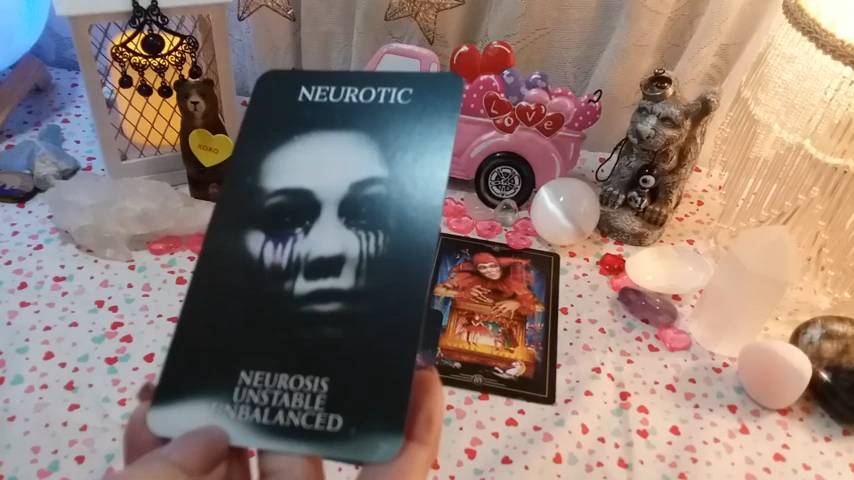 NEUROTIC
XOXO
LOVe
NEUROSIS
UNSTABLE
UNBALANCED